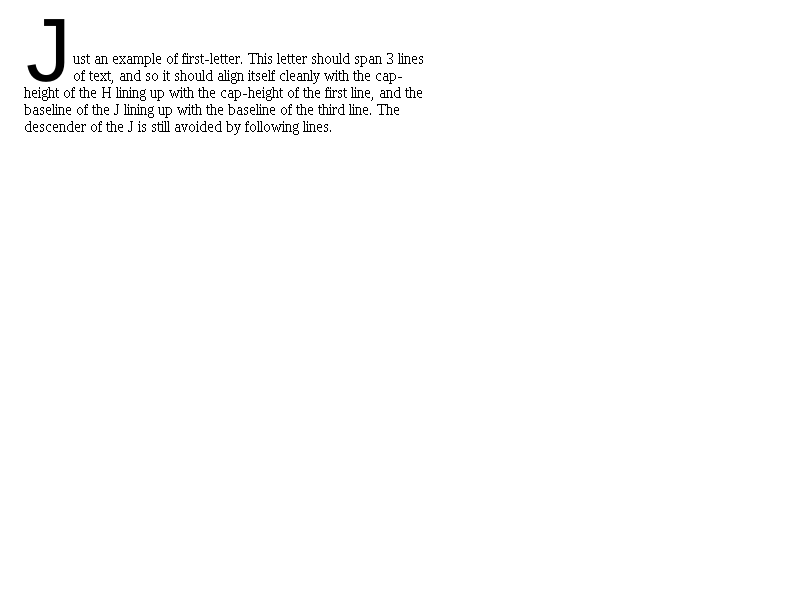 Just an example of first-letter. This letter should span 3 lines
of text, and so it should align itself cleanly with the cap-
height of the H lining up with the cap-height of the first line, and the
baseline of the J lining up with the baseline of the third line. The
descender of the J is still avoided by following lines.